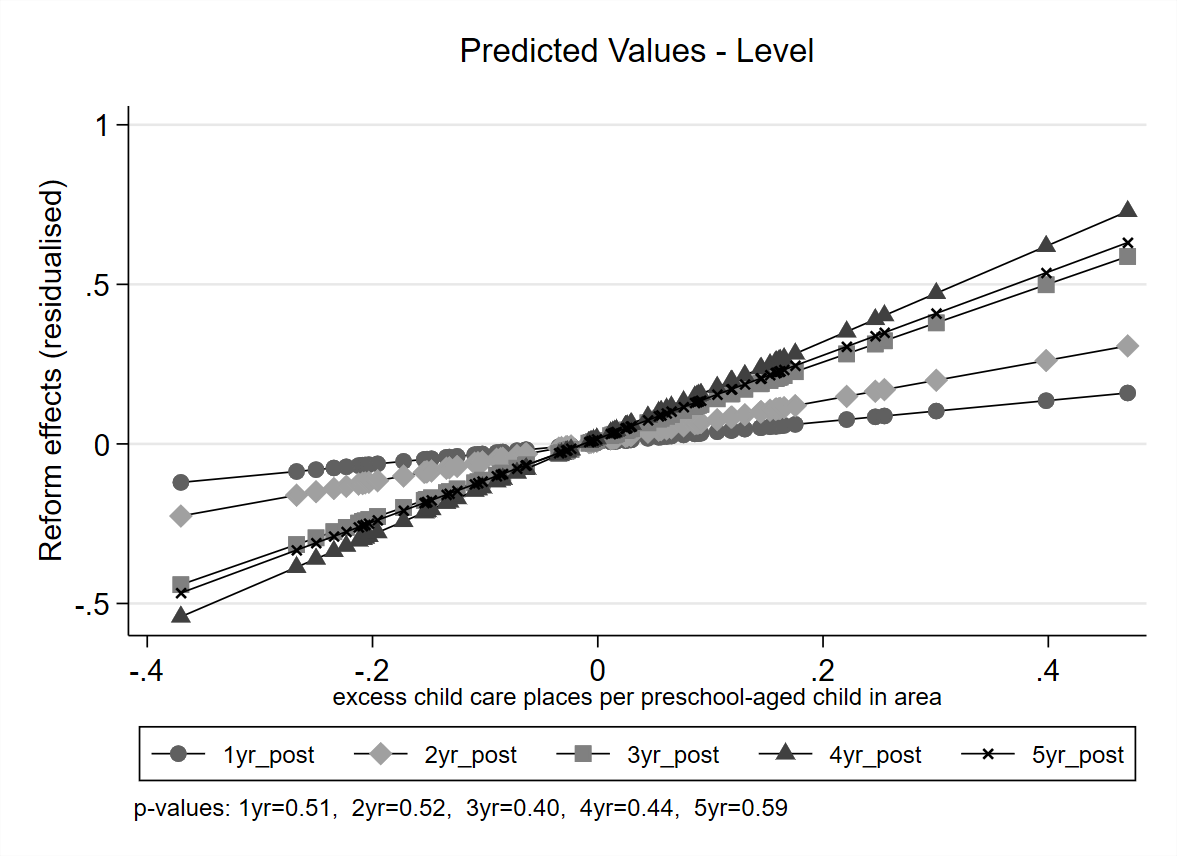 Predicted Values - Level
Reform effects (residualised)
1
.5
0
-.5
-.4
-.2
0
.2
.4
excess child care places per preschool-aged child in area
1yr_post
2yr_post
3yr_post
4yr_post
5yr_post
p-values: 1yr=0.51,  2yr=0.52,  3yr=0.40,  4yr=0.44,  5yr=0.59